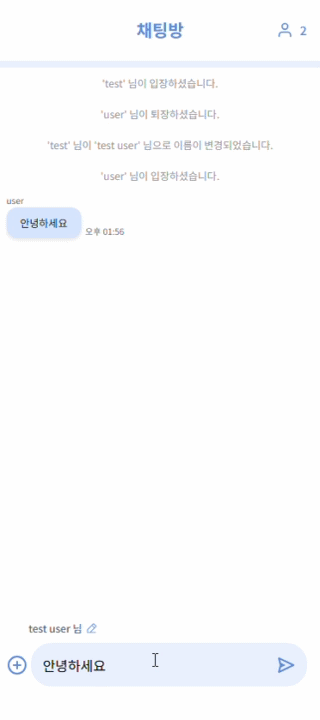 채팅방
2
'test' 님이 입장하셨습니다.
'user' 님이 퇴장하셨습니다.
'test' 님이 'test user' 님으로 이름이 변경되었습니다.
'user' 님이 입장하셨습니다.
user
안녕하세요
오후 01:56
test user 님
안녕하세요